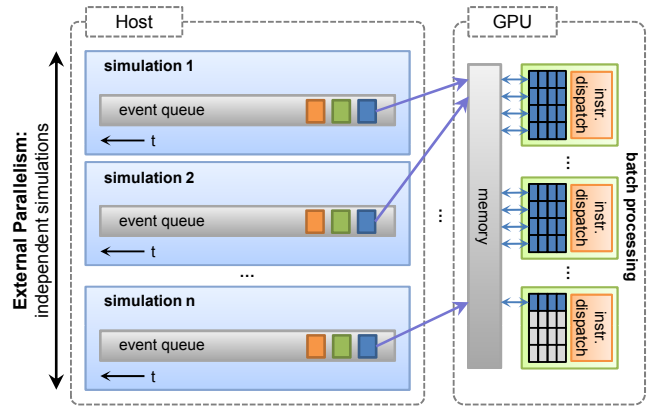 Host
GPU
External Parallelism:
independent simulations
simulation 1
event queue
t
simulation 2
event queue
t
...
simulation n
event queue
t
...
memory
instr.
dispatch
...
instr.
dispatch
...
instr.
dispatch
batch processing